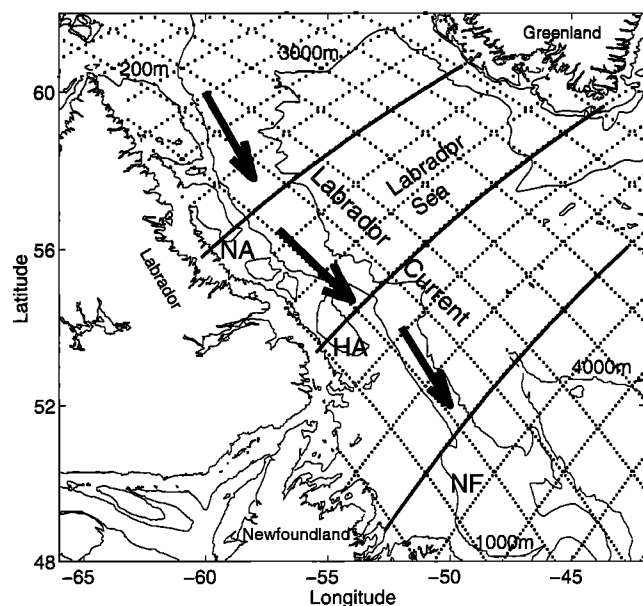 Greenland
3000m
200m
60
Labrador
Sea
Labrador
Current
NA
56
Latitude
Labrador
HA
4000m
52
NF
Newfoundland
1000m
48
−65
−60
−55
−50
−45
Longitude